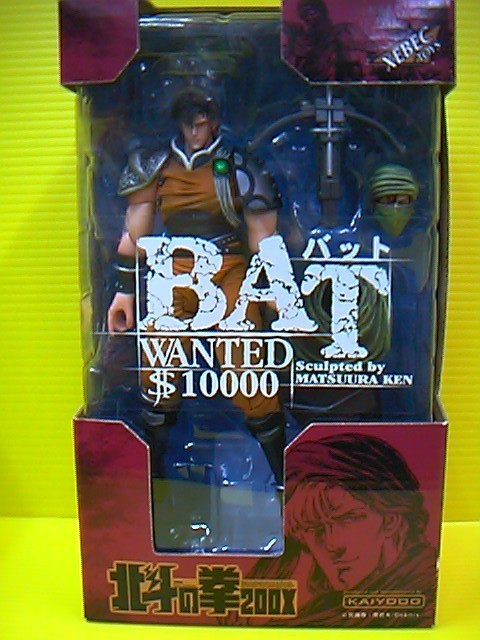 XEBEC
TOYS
バット
BAT
WANTED
$10000
Sculpted by
MATSUURA KEN
北斗の拳200X
KAIYODO